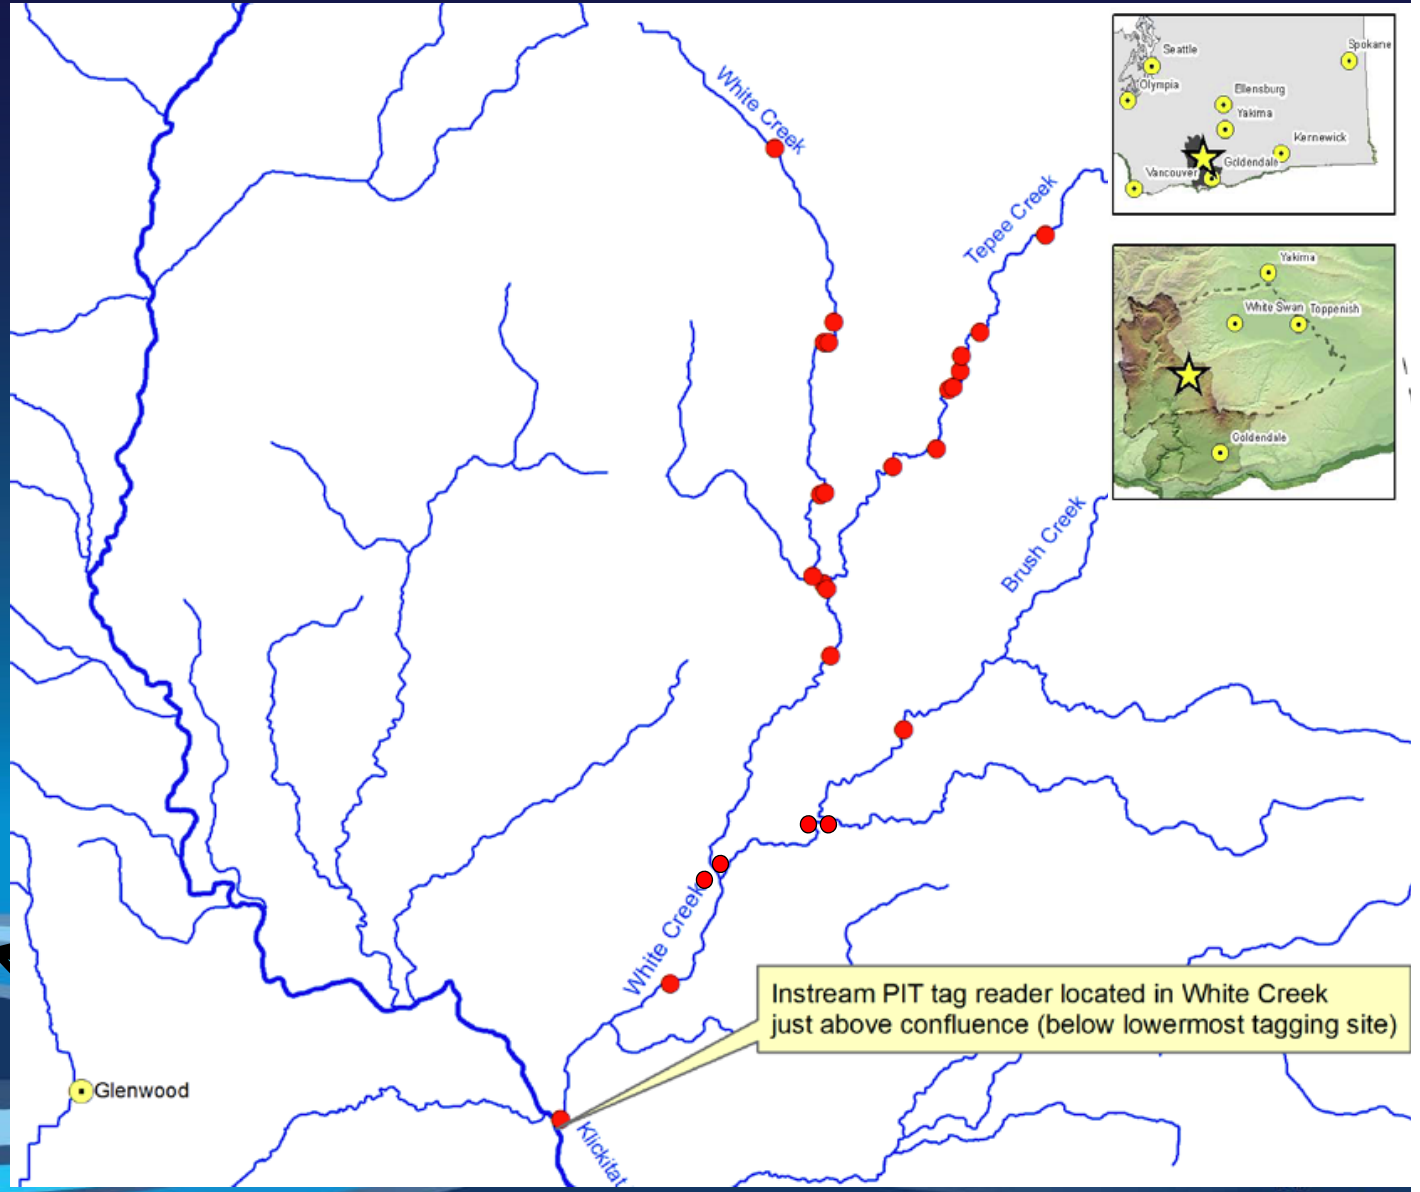 White Creek
Tepee Creek
Brush Creek
White Creek
Instream PIT tag reader located in White Creek
just above confluence (below lowermost tagging site)
Glenwood
Klickitat
Seattle
Spokane
Olympia
Ellensburg
Yakima
Kennewick
Goldendale
Vancouver
Yakima
White Swan
Toppenish
Goldendale